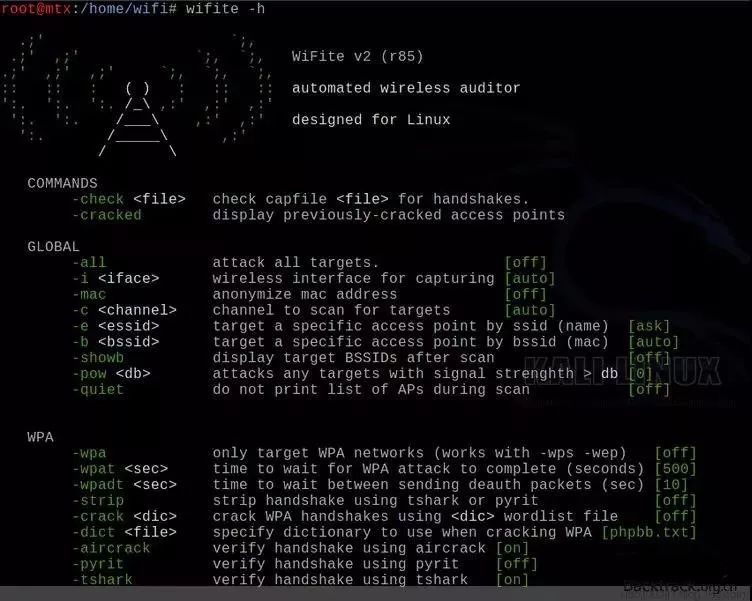 root@mtx:/home/wifi# wifite -h
WiFite v2 (r85)
automated wireless auditor
designed for Linux
COMMANDS
-check <file> check capfile <file> for handshakes.
-cracked display previously-cracked access points
GLOBAL
-all attack all targets. [off]
-i <iface> wireless interface for capturing [auto]
-mac anonymize mac address [off]
-c <channel> channel to scan for targets [auto]
-e <essid> target a specific access point by ssid (name) [ask]
-b <bssid> target a specific access point by bssid (mac) [auto]
-showb display target BSSIDs after scan [off]
-pow <db> attacks any targets with signal strenghth > db [0]
KALI LINUX
-quiet do not print list of APs during scan [off]
WPA
-wpa only target WPA networks (works with -wps -wep) [off]
-wpat <sec> time to wait for WPA attack to complete (seconds) [500]
-wpadt <sec> time to wait between sending deauth packets (sec) [10]
-strip strip handshake using tshark or pyrit [off]
-crack <dic> crack WPA handshakes using <dic> wordlist file [off]
-dict <file> specify dictionary to use when cracking WPA [phpbb.txt]
-aircrack verify handshake using aircrack [on]
-pyrit verify handshake using pyrit [off]
-tshark verify handshake using tshark [on]